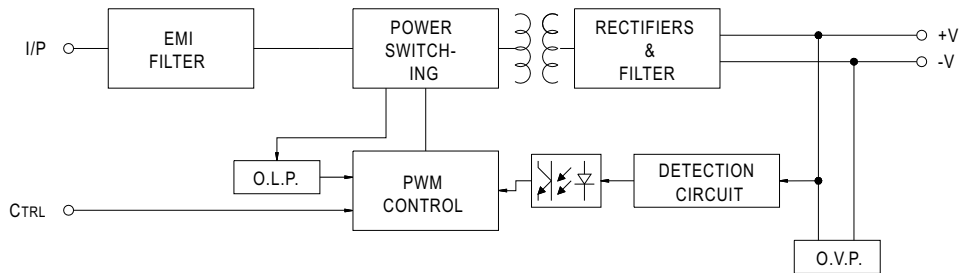 I/P
EMI
FILTER
POWER
SWITCH-
ING
RECTIFIERS
&
FILTER
+V
-V
O.L.P.
PWM
CONTROL
DETECTION
CIRCUIT
CTRL
O.V.P.